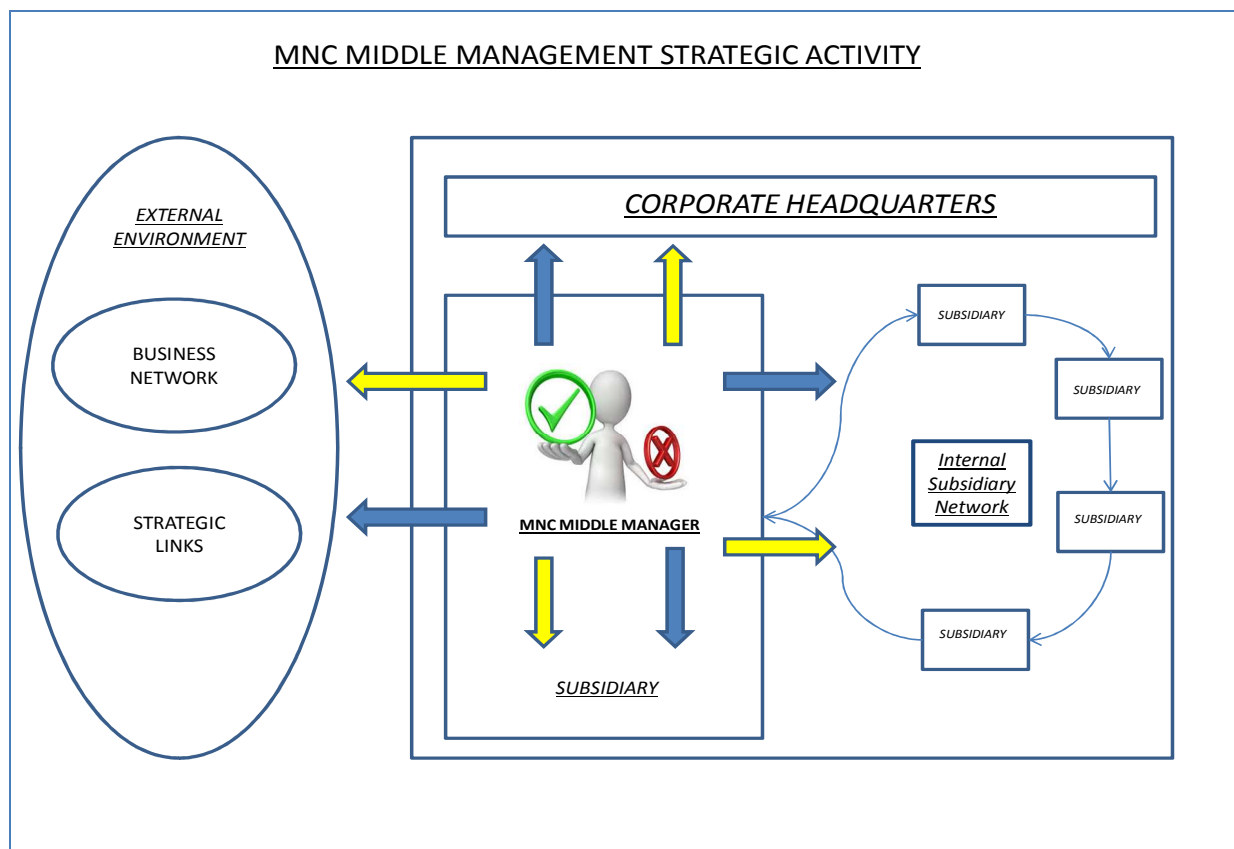 MNC MIDDLE MANAGEMENT STRATEGIC ACTIVITY
EXTERNAL
ENVIRONMENT
BUSINESS
NETWORK
STRATEGIC
LINKS
CORPORATE HEADQUARTERS
MNC MIDDLE MANAGER
SUBSIDIARY
SUBSIDIARY
SUBSIDIARY
Internal
Subsidiary
Network
SUBSIDIARY
SUBSIDIARY